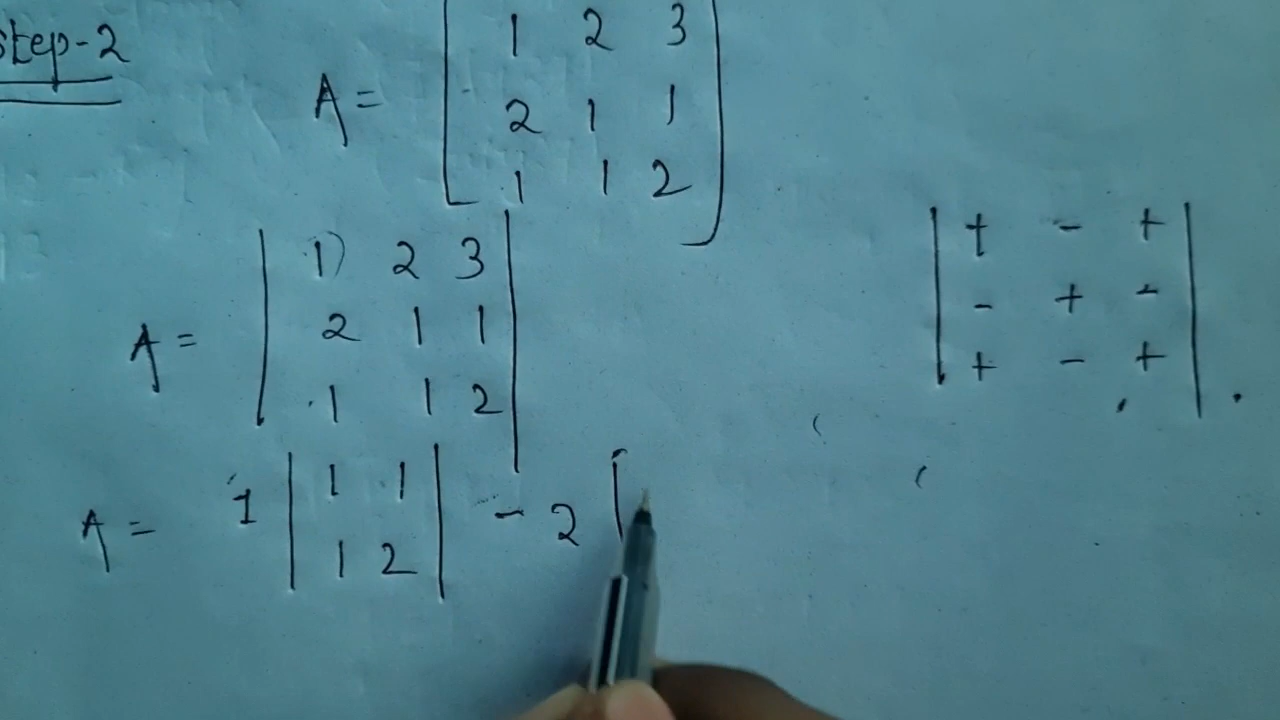 step-2
A = [ 1 2 3
2 1 1
1 1 2 ]
A = | 1) 2 3 |
| 2 1 1 |
| 1 1 2 |
| + - + |
| - + - |
| + - + |
A = 1 | 1 1 | - 2 |
| 1 2 |